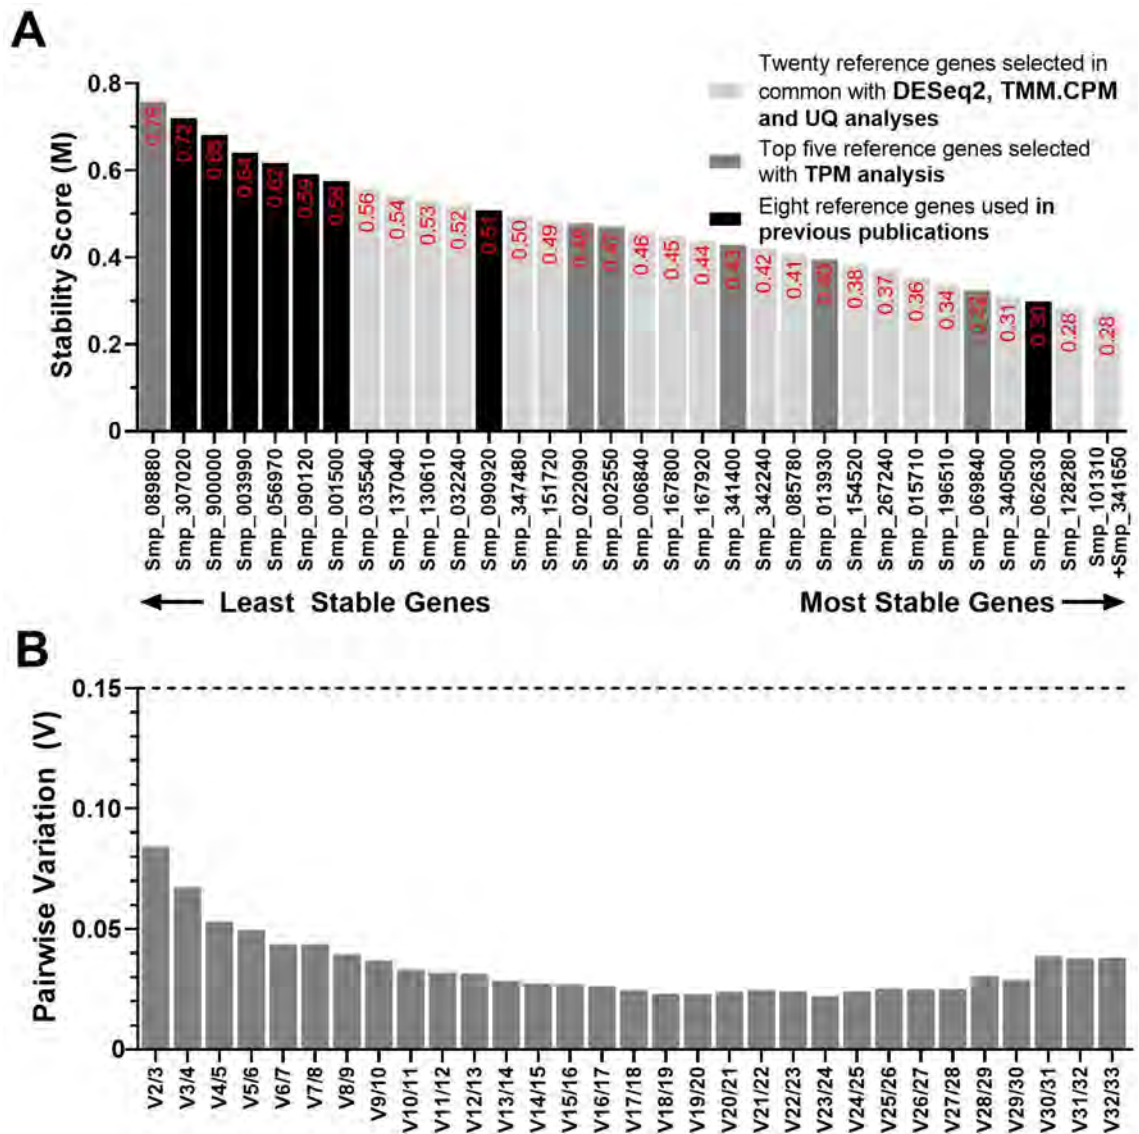 A
Twenty reference genes selected in
common with DESeq2, TMM.CPM
and UQ analyses
Top five reference genes selected
with TPM analysis
Eight reference genes used in
previous publications
Stability Score (M)
0.8
0.6
0.4
0.2
0
0.72
0.64
0.62
0.59
0.58
0.56
0.54
0.53
0.52
0.51
0.50
0.49
0.47
0.46
0.45
0.44
0.43
0.42
0.41
0.40
0.38
0.37
0.36
0.34
0.31
0.30
0.28
0.28
Smp_089880
Smp_307020
Smp_900000
Smp_003990
Smp_056970
Smp_090120
Smp_001500
Smp_035540
Smp_137040
Smp_130610
Smp_032240
Smp_090920
Smp_347480
Smp_151720
Smp_022090
Smp_002550
Smp_006840
Smp_167800
Smp_167920
Smp_341400
Smp_342240
Smp_085780
Smp_013930
Smp_154520
Smp_267240
Smp_015710
Smp_196510
Smp_069840
Smp_340500
Smp_062630
Smp_128280
Smp_101310
+Smp_341650
Least Stable Genes
Most Stable Genes
B
Pairwise Variation (V)
0.15
0.10
0.05
0
V2/3
V3/4
V4/5
V5/6
V6/7
V7/8
V8/9
V9/10
V10/11
V11/12
V12/13
V13/14
V14/15
V15/16
V16/17
V17/18
V18/19
V19/20
V20/21
V21/22
V22/23
V23/24
V24/25
V25/26
V26/27
V27/28
V28/29
V29/30
V30/31
V31/32
V32/33